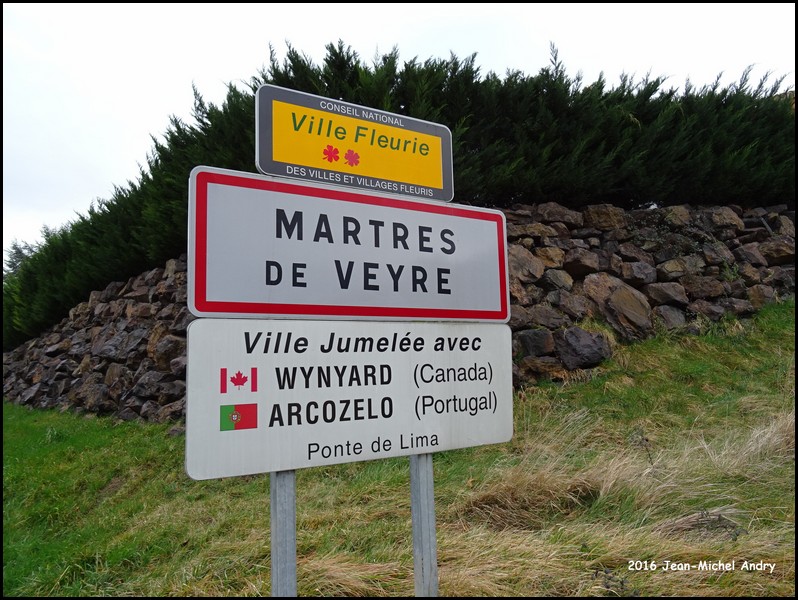 CONSEIL NATIONAL
Ville Fleurie
DES VILLES ET VILLAGES FLEURIS
MARTRES
DE VEYRE
Ville Jumelée avec
WYNYARD (Canada)
ARCOZELO (Portugal)
Ponte de Lima
2016 Jean-Michel Andry